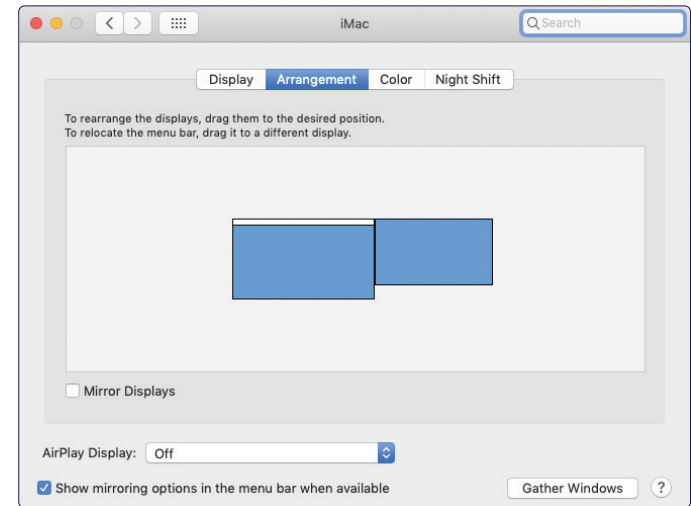 iMac
Search
Display Arrangement Color Night Shift
To rearrange the displays, drag them to the desired position.
To relocate the menu bar, drag it to a different display.
Mirror Displays
AirPlay Display: Off
Show mirroring options in the menu bar when available
Gather Windows ?